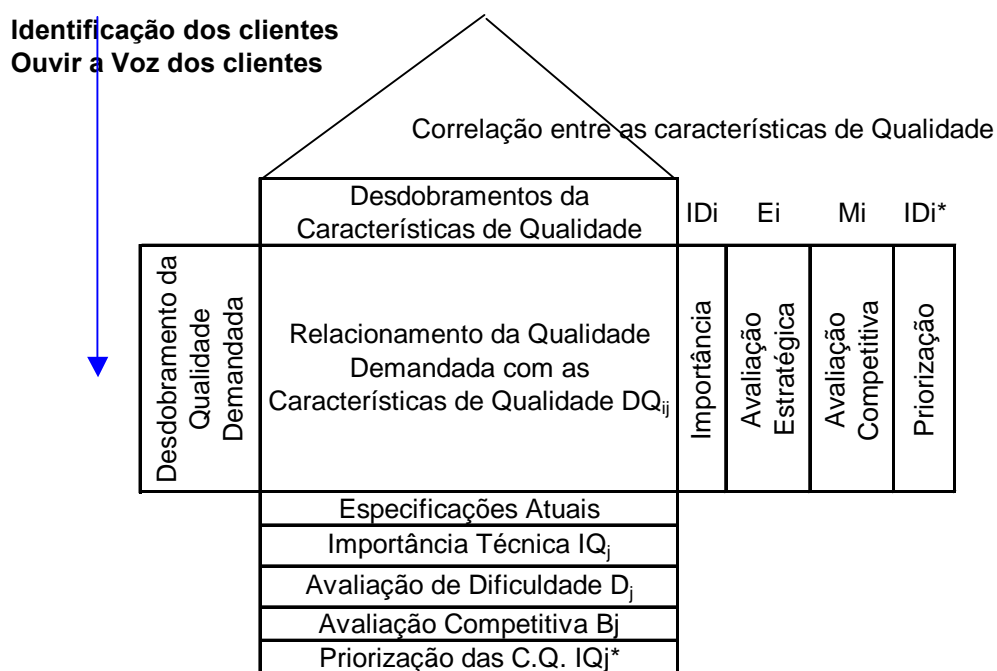 Identificação dos clientes
Ouvir a Voz dos clientes
Correlação entre as características de Qualidade
Desdobramentos da
Características de Qualidade
IDi Ei Mi IDi*
Desdobramento da
Qualidade
Demandada
Relacionamento da Qualidade
Demandada com as
Características de Qualidade DQij
Importância
Avaliação
Estratégica
Avaliação
Competitiva
Priorização
Especificações Atuais
Importância Técnica IQj
Avaliação de Dificuldade Dj
Avaliação Competitiva Bj
Priorização das C.Q. IQj*